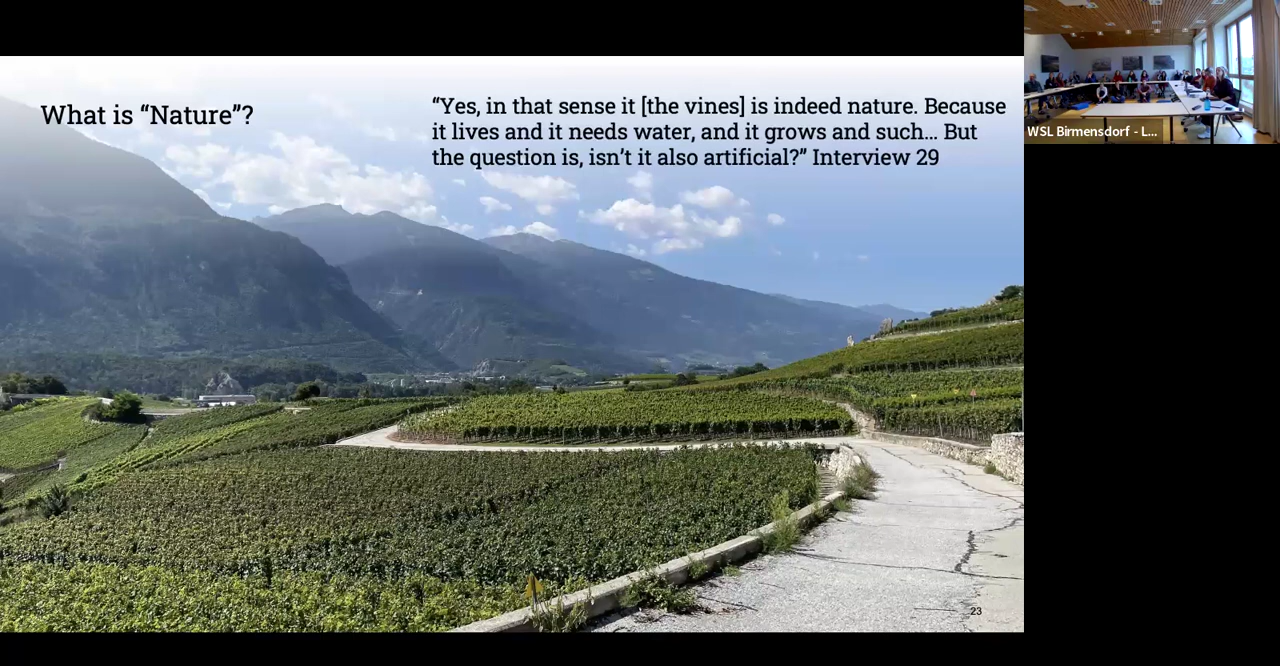 What is “Nature”?
“Yes, in that sense it [the vines] is indeed nature. Because
it lives and it needs water, and it grows and such... But
the question is, isn’t it also artificial?” Interview 29
WSL Birmensdorf - L...
23